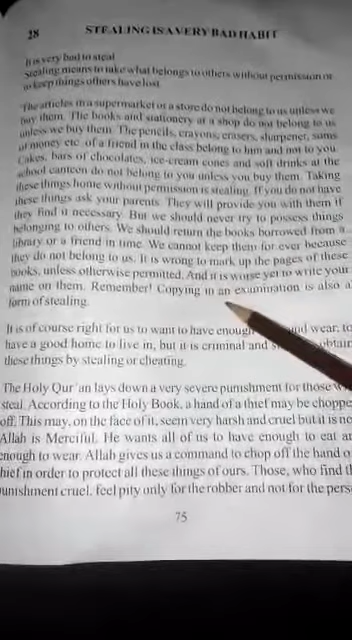 28 STEALING IS A VERY BAD HABIT
It is very bad to steal
Stealing means to take what belongs to others without permission or
to keep things others have lost.
The articles in a supermarket or a store do not belong to us unless we
buy them. The books and stationery at a shop do not belong to us
unless we buy them. The pencils, crayons, erasers, sharpener, sums
of money etc. of a friend in the class belong to him and not to you.
Cakes, bars of chocolates, ice-cream cones and soft drinks at the
school canteen do not belong to you unless you buy them. Taking
these things home without permission is stealing. If you do not have
these things ask your parents. They will provide you with them if
they find it necessary. But we should never try to possess things
belonging to others. We should return the books borrowed from a
library or a friend in time. We cannot keep them for ever because
they do not belong to us. It is wrong to mark up the pages of these
books, unless otherwise permitted. And it is worse yet to write your
name on them. Remember! Copying in an examination is also a
form of stealing.
It is of course right for us to want to have enough and wear, to
have a good home to live in, but it is criminal and obtain
these things by stealing or cheating.
The Holy Qur'an lays down a very severe punishment for those
steal. According to the Holy Book, a hand of a thief may be choppe
off. This may, on the face of it, seem very harsh and cruel but it is no
Allah is Merciful. He wants all of us to have enough to eat an
enough to wear. Allah gives us a command to chop off the hand o
hief in order to protect all these things of ours. Those, who find th
unishment cruel, feel pity only for the robber and not for the pers
75